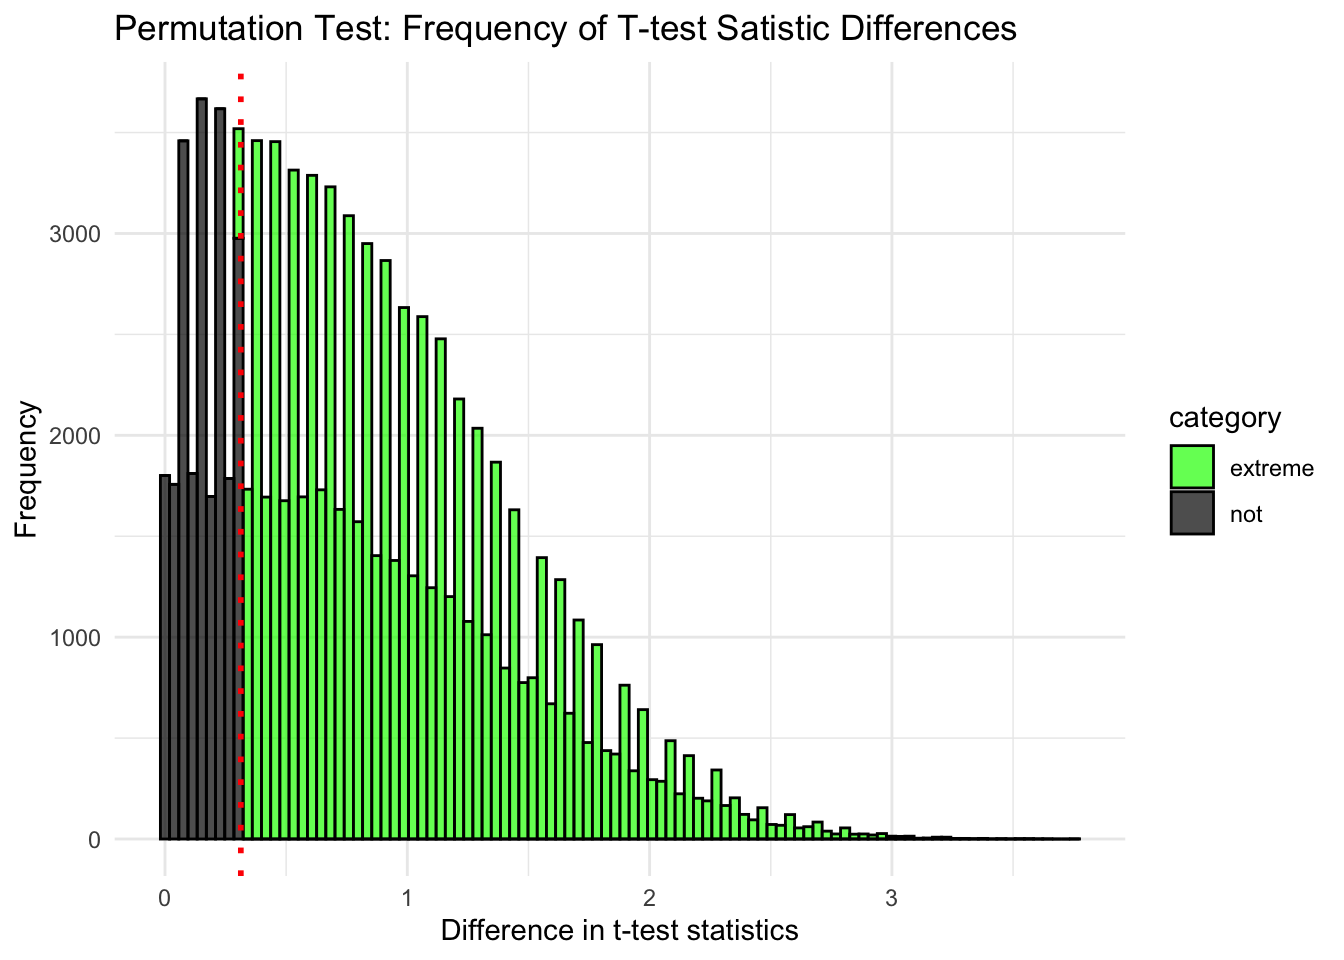 Permutation Test: Frequency of T-test Satistic Differences
Frequency
3000
2000
1000
0
0 1 2 3
Difference in t-test statistics
category
extreme
not